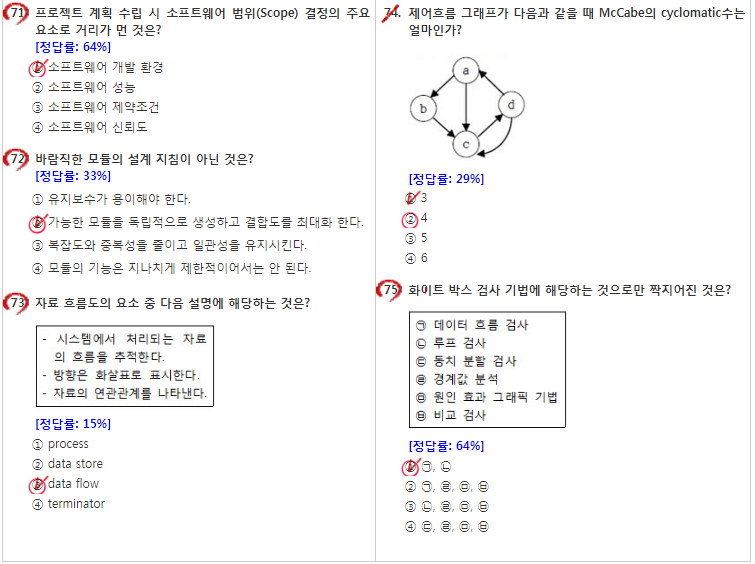 71. 프로젝트 계획 수립 시 소프트웨어 범위(Scope) 결정의 주요
요소로 거리가 먼 것은?
[정답률: 64%]
① 소프트웨어 개발 환경
② 소프트웨어 성능
③ 소프트웨어 제약조건
④ 소프트웨어 신뢰도
72. 바람직한 모듈의 설계 지침이 아닌 것은?
[정답률: 33%]
① 유지보수가 용이해야 한다.
② 가능한 모듈을 독립적으로 생성하고 결합도를 최대화 한다.
③ 복잡도와 중복성을 줄이고 일관성을 유지시킨다.
④ 모듈의 기능은 지나치게 제한적이어서는 안 된다.
73. 자료 흐름도의 요소 중 다음 설명에 해당하는 것은?
- 시스템에서 처리되는 자료
의 흐름을 추적한다.
- 방향은 화살표로 표시한다.
- 자료의 연관관계를 나타낸다.
[정답률: 15%]
① process
② data store
③ data flow
④ terminator
74. 제어흐름 그래프가 다음과 같을 때 McCabe의 cyclomatic수는
얼마인가?
a
b
d
c
[정답률: 29%]
① 3
② 4
③ 5
④ 6
75. 화이트 박스 검사 기법에 해당하는 것으로만 짝지어진 것은?
㉠ 데이터 흐름 검사
㉡ 루프 검사
㉢ 동치 분할 검사
㉣ 경계값 분석
㉤ 원인 효과 그래픽 기법
㉥ 비교 검사
[정답률: 64%]
① ㉠, ㉡
② ㉠, ㉣, ㉤, ㉥
③ ㉡, ㉣, ㉤, ㉥
④ ㉢, ㉣, ㉤, ㉥